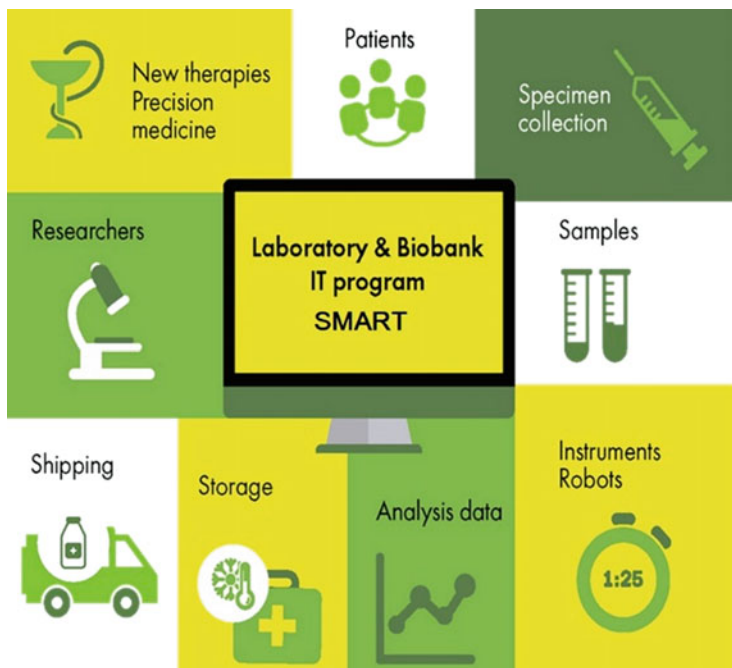 New therapies
Precision
medicine
Patients
Specimen
collection
Researchers
Laboratory & Biobank
IT program
SMART
Samples
Shipping
Storage
Analysis data
Instruments
Robots
1:25